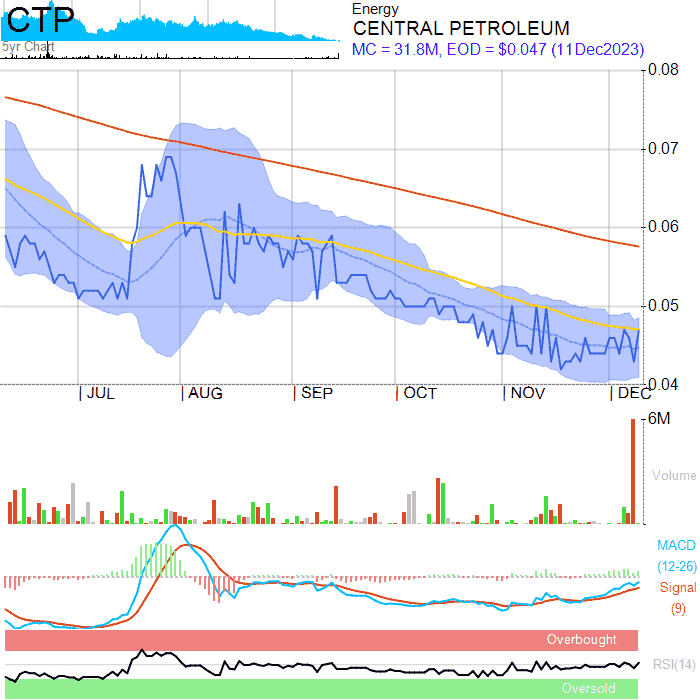 CTP
5yr Chart
Energy
CENTRAL PETROLEUM
MC = 31.8M, EOD = $0.047 (11Dec2023)
0.08
0.07
0.06
0.05
0.04
JUL
AUG
SEP
OCT
NOV
DEC
6M
Volume
MACD
(12-26)
Signal
(9)
Overbought
RSI(14)
Oversold